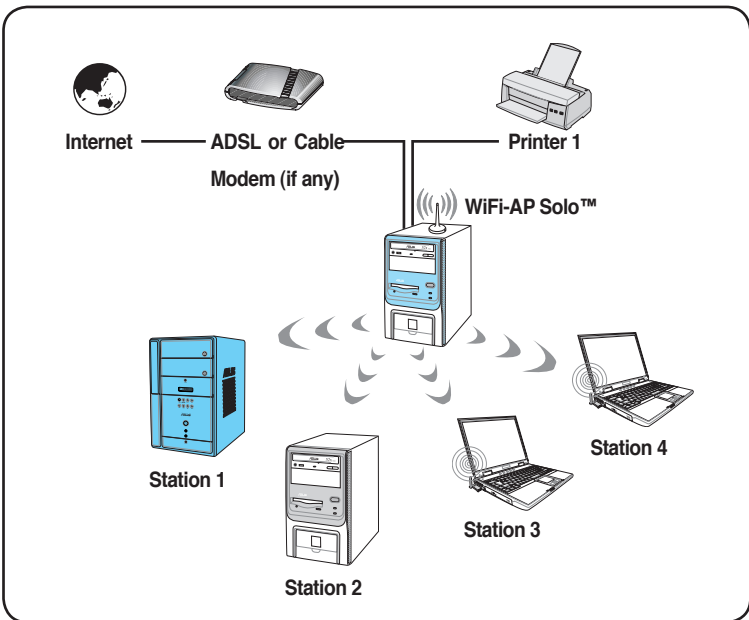 Internet
ADSL or Cable
Modem (if any)
Printer 1
WiFi-AP Solo™
Station 1
Station 2
Station 3
Station 4